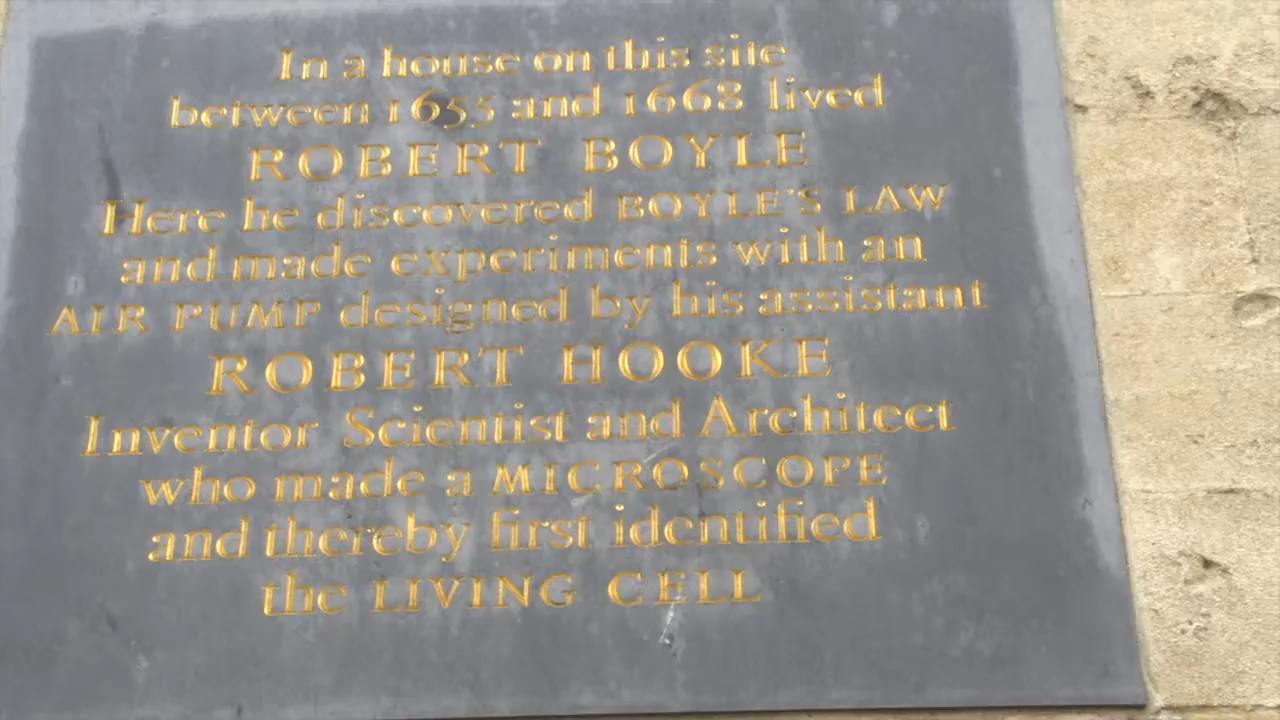 In a house on this site
between 1655 and 1668 lived
ROBERT BOYLE
Here he discovered BOYLE'S LAW
and made experiments with an
AIR PUMP designed by his assistant
ROBERT HOOKE
Inventor Scientist and Architect
who made a MICROSCOPE
and thereby first identified
the LIVING CELL